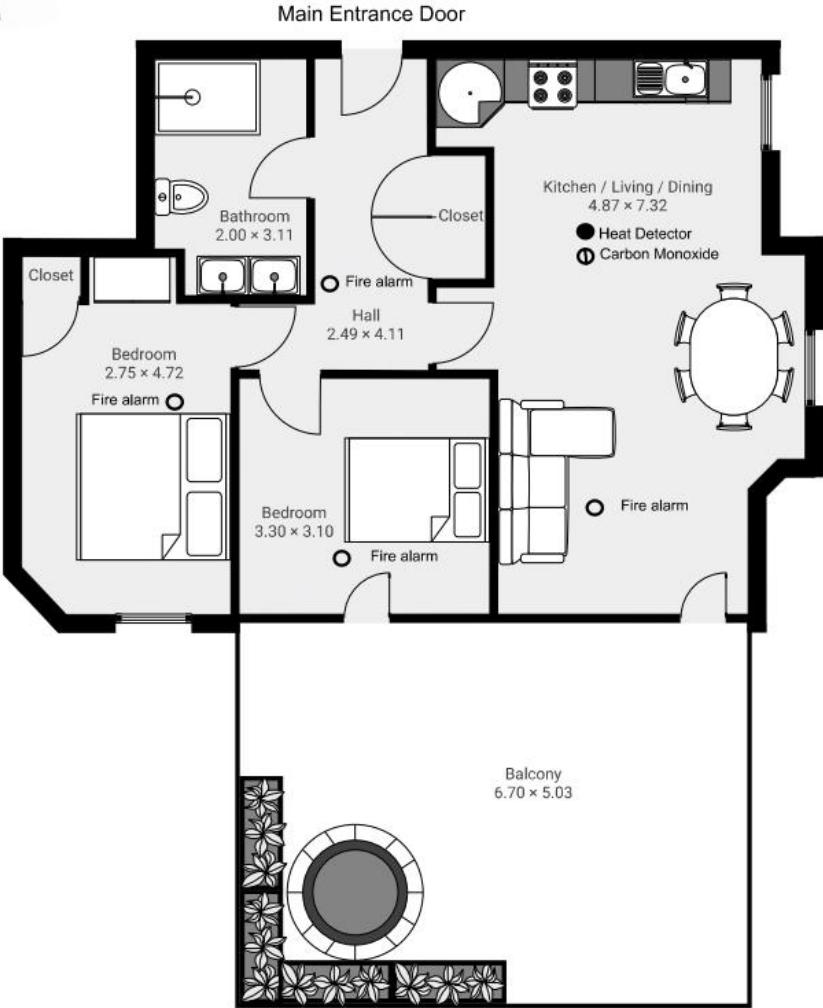 Main Entrance Door
Kitchen / Living / Dining
4.87 × 7.32
Heat Detector
Carbon Monoxide
Bathroom
2.00 × 3.11
Closet
Closet
Fire alarm
Hall
2.49 × 4.11
Bedroom
2.75 × 4.72
Fire alarm
Bedroom
3.30 × 3.10
Fire alarm
Fire alarm
Balcony
6.70 × 5.03